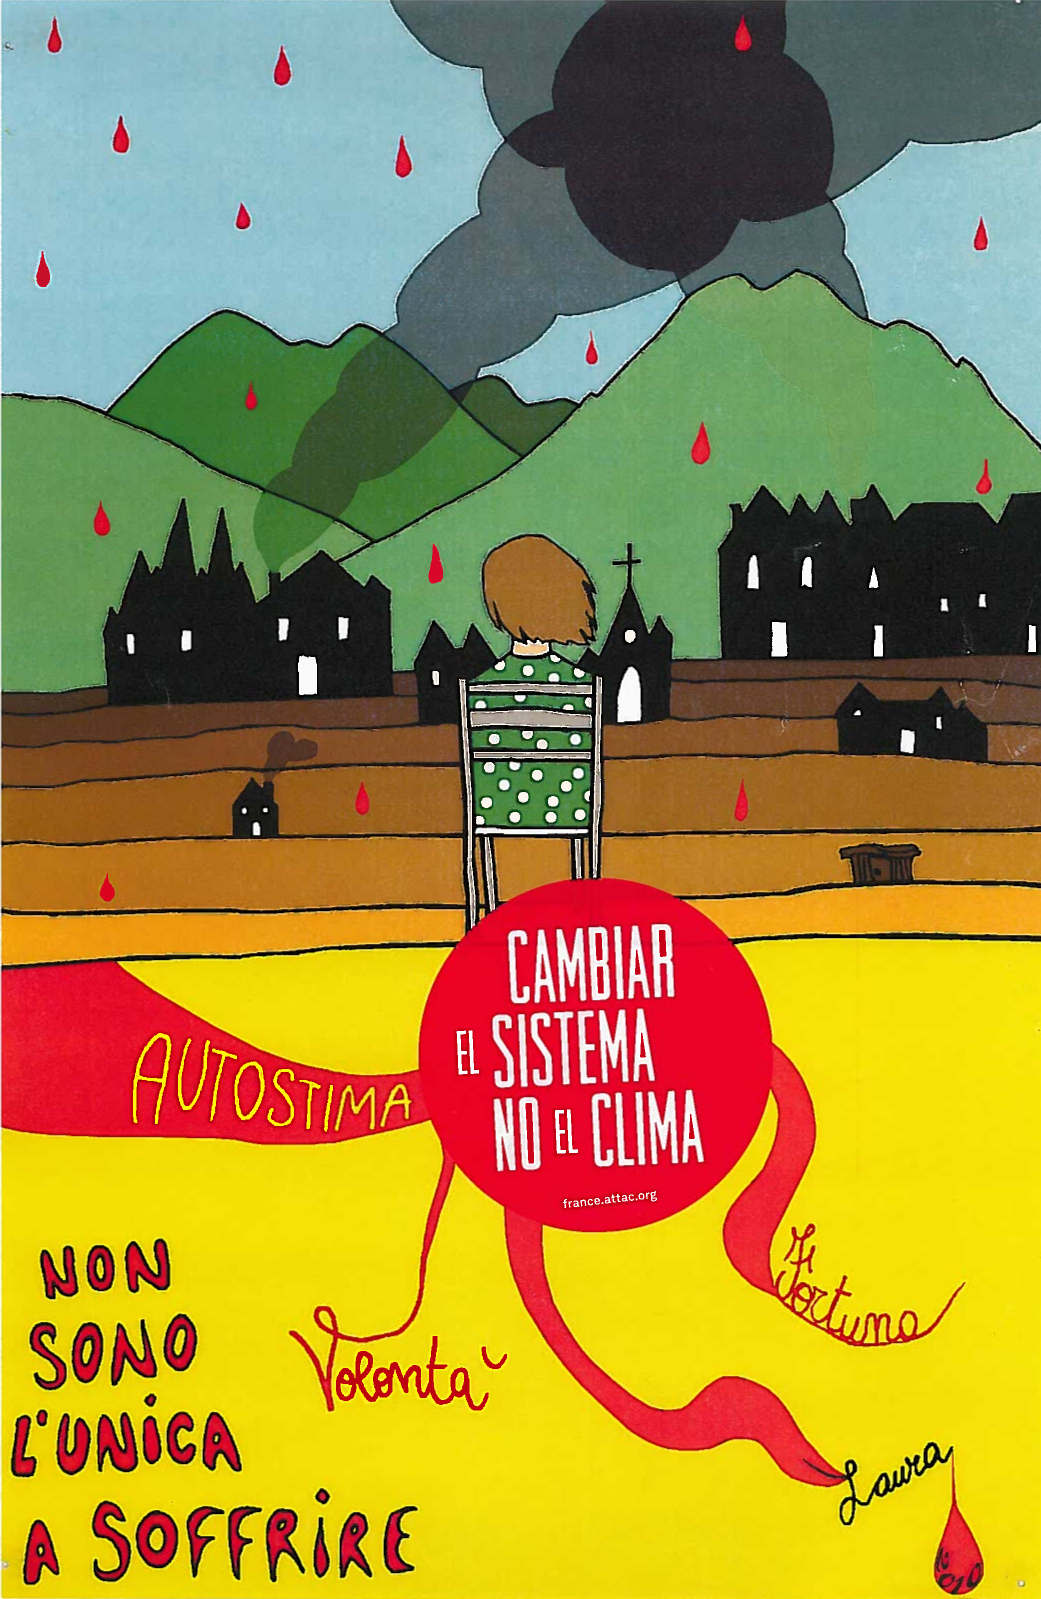 CAMBIAR
EL SISTEMA
NO EL CLIMA
france.attac.org
AUTOSTIMA
Fortuna
Volontà
NON
SONO
L'UNICA
A SOFFRIRE
Laura